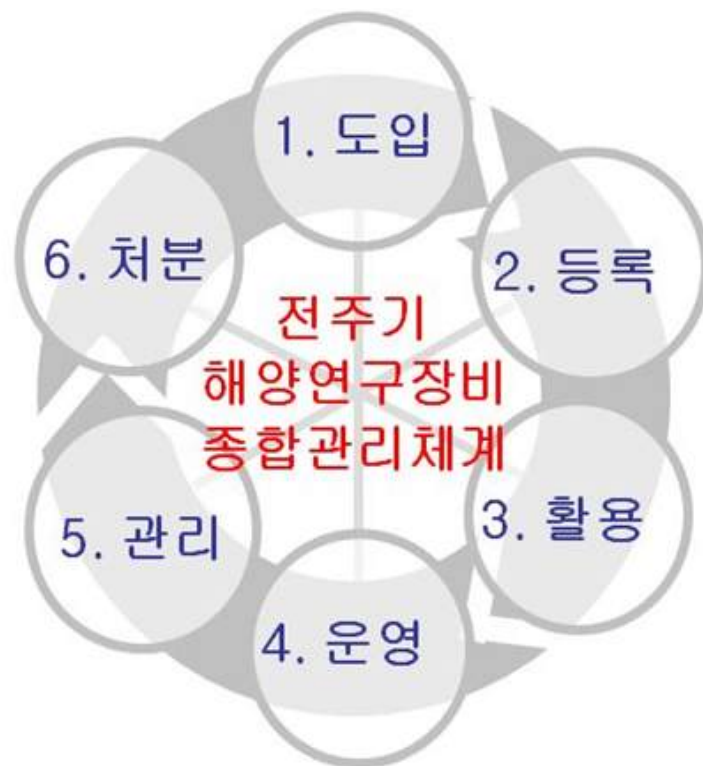 1. 도입
2. 등록
3. 활용
4. 운영
5. 관리
6. 처분
전주기
해양연구장비
종합관리체계